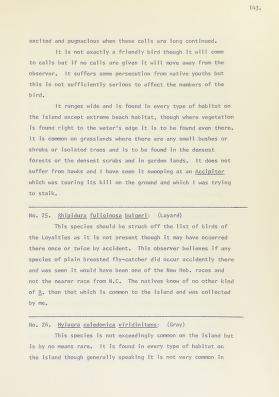 143.
excited and pugnacious when these calls are long continued.
It is not exactly a friendly bird though it will come
to calls but if no calls are given it will move away from the
observer. It suffers some persecution from native youths but
this is not sufficiently serious to affect the numbers of the
bird.
It ranges wide and is found in every type of habitat on
the island except extreme beach habitat, though where vegetation
is found right to the water's edge it is to be found even there.
It is common on grasslands where there are any small bushes or
shrubs or isolated trees and is to be found in the densest
forests or the densest scrubs and in garden lands. It does not
suffer from hawks and I have seen it swooping at an Accipiter
which was tearing its kill on the ground and which I was trying
to stalk.
No. 25. Rhipidura fuliginosa bulgeri: (Layard)
This species should be struck off the list of birds of
the Loyalties as it is not present though it may have occurred
there once or twice by accident. This observer believes if any
species of plain breasted fly-catcher did occur accidently there
and was seen it would have been one of the New Heb. races and
not the nearer race from N.C. The natives know of no other kind
of R. than that which is common to the island and was collected
by me.
No. 26. Myiagra caledonica viridinitens: (Gray)
This species is not exceedingly common on the island but
is by no means rare. It is found in every type of habitat on
the island though generally speaking it is not very common in